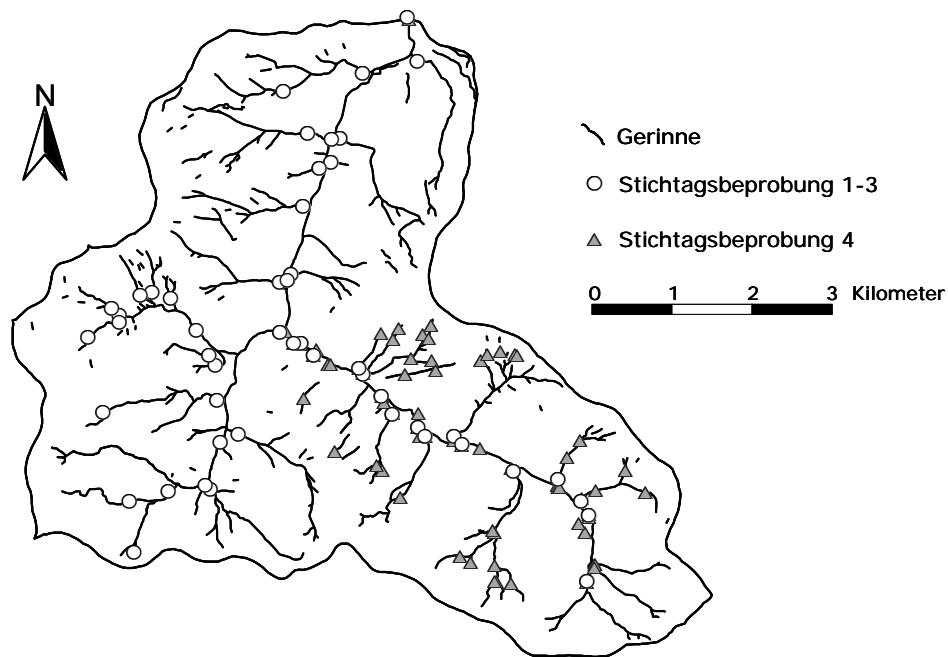 N
Gerinne
Stichtagsbeprobung 1-3
Stichtagsbeprobung 4
0 1 2 3 Kilometer